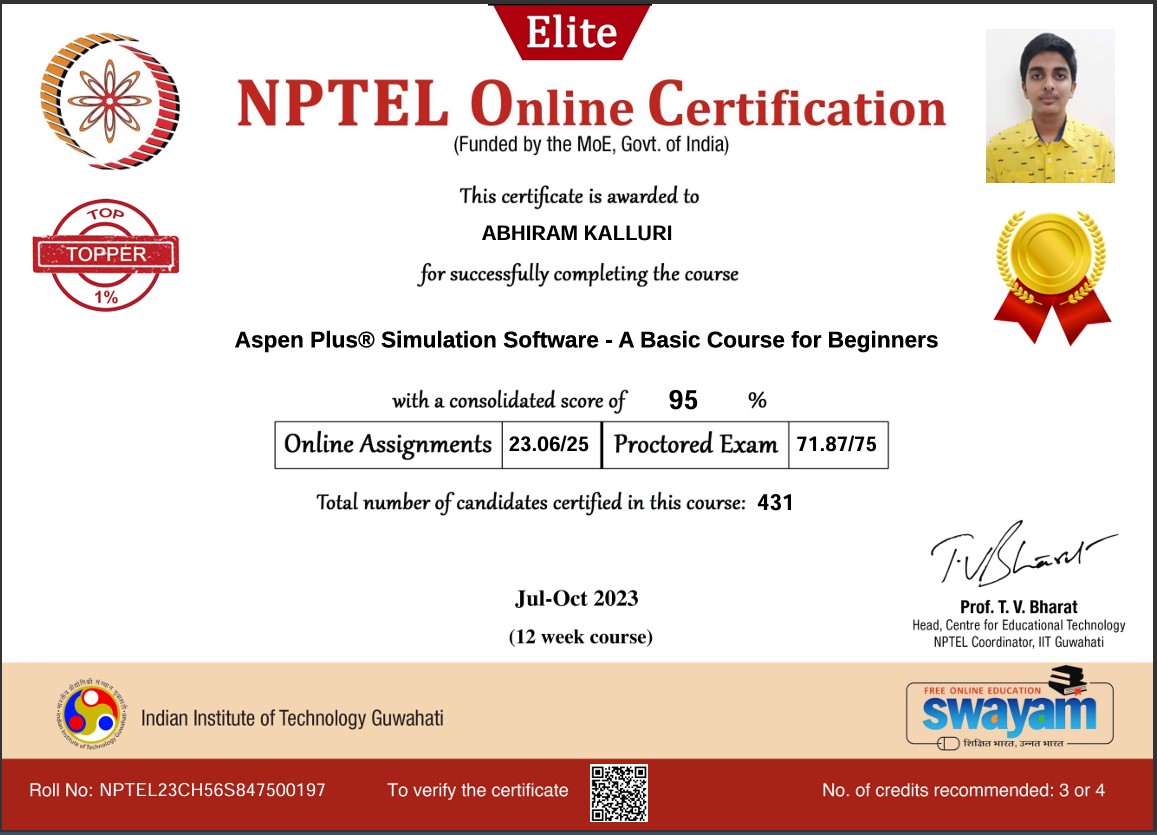 Elite
NPTEL Online Certification
(Funded by the MoE, Govt. of India)
This certificate is awarded to
ABHIRAM KALLURI
for successfully completing the course
TOP
TOPPER
1%
Aspen Plus® Simulation Software - A Basic Course for Beginners
with a consolidated score of 95 %
Online Assignments 23.06/25 Proctored Exam 71.87/75
Total number of candidates certified in this course: 431
T.V Bharat
Jul-Oct 2023
(12 week course)
Prof. T. V. Bharat
Head, Centre for Educational Technology
NPTEL Coordinator, IIT Guwahati
Indian Institute of Technology Guwahati
Indian Institute of Technology Guwahati
FREE ONLINE EDUCATION
swayam
शिक्षित भारत, उन्नत भारत
Roll No: NPTEL23CH56S847500197
To verify the certificate
No. of credits recommended: 3 or 4